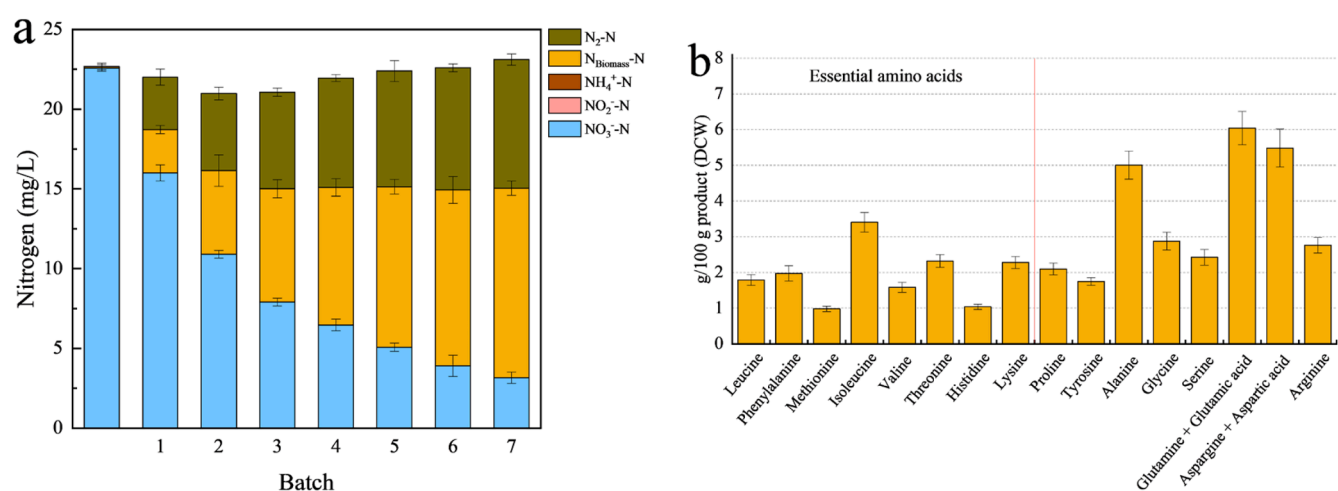 a
25
20
15
10
5
0
Nitrogen (mg/L)
1 2 3 4 5 6 7
Batch
N₂-N
N_Biomass-N
NH₄⁺-N
NO₂⁻-N
NO₃⁻-N
b
8
7
6
5
4
3
2
1
0
g/100 g product (DCW)
Essential amino acids
Leucine
Phenylalanine
Methionine
Isoleucine
Valine
Threonine
Histidine
Lysine
Proline
Tyrosine
Alanine
Glycine
Serine
Glutamine + Glutamic acid
Aspargine + Aspartic acid
Arginine